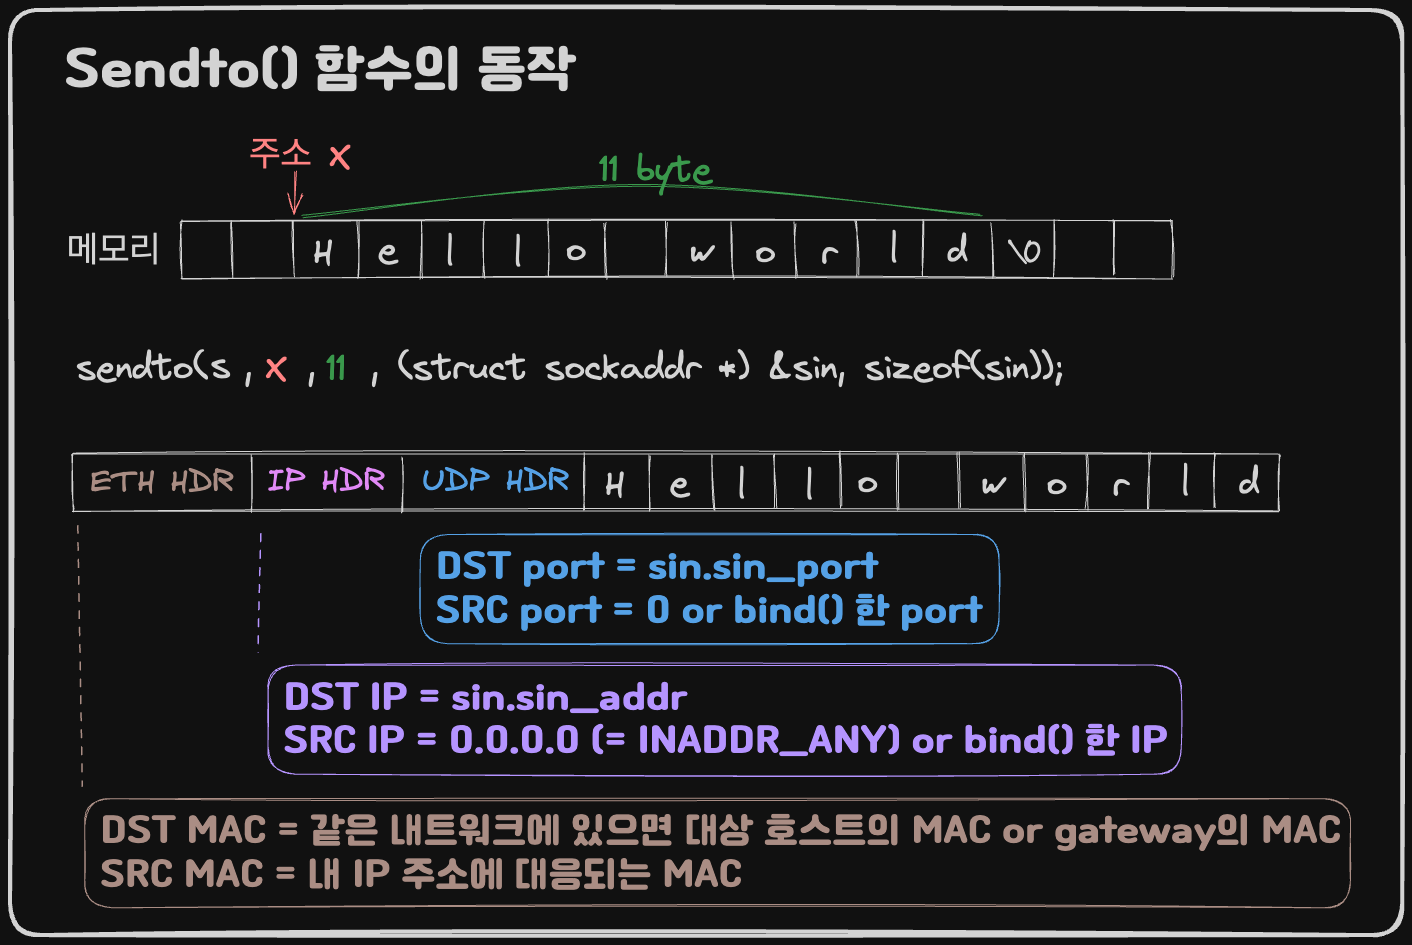 Sendto() 함수의 동작
주소 X
11 byte
메모리 H e l l o w o r l d \0
sendto(s , X , 11 , (struct sockaddr *) &sin, sizeof(sin));
ETH HDR IP HDR UDP HDR H e l l o w o r l d
DST port = sin.sin_port
SRC port = 0 or bind() 한 port
DST IP = sin.sin_addr
SRC IP = 0.0.0.0 (= INADDR_ANY) or bind() 한 IP
DST MAC = 같은 내트워크에 있으면 대상 호스트의 MAC or gateway의 MAC
SRC MAC = 내 IP 주소에 대응되는 MAC